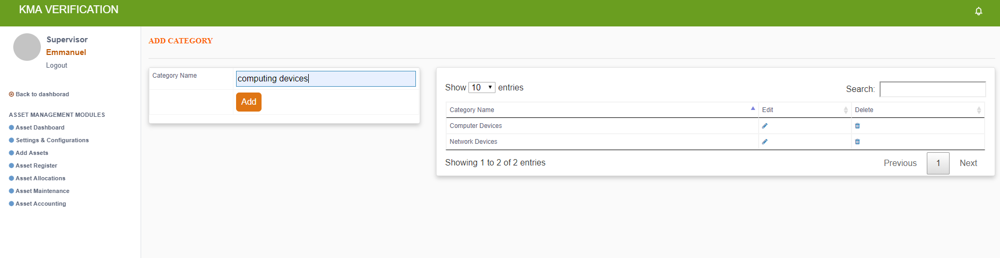 KMA VERIFICATION
Supervisor
Emmanuel
Logout
Back to dashborad
ASSET MANAGEMENT MODULES
Asset Dashboard
Settings & Configurations
Add Assets
Asset Register
Asset Allocations
Asset Maintenance
Asset Accounting
ADD CATEGORY
Category Name computing devices
Add
Show 10 entries Search:
Category Name Edit Delete
Computer Devices
Network Devices
Showing 1 to 2 of 2 entries Previous 1 Next